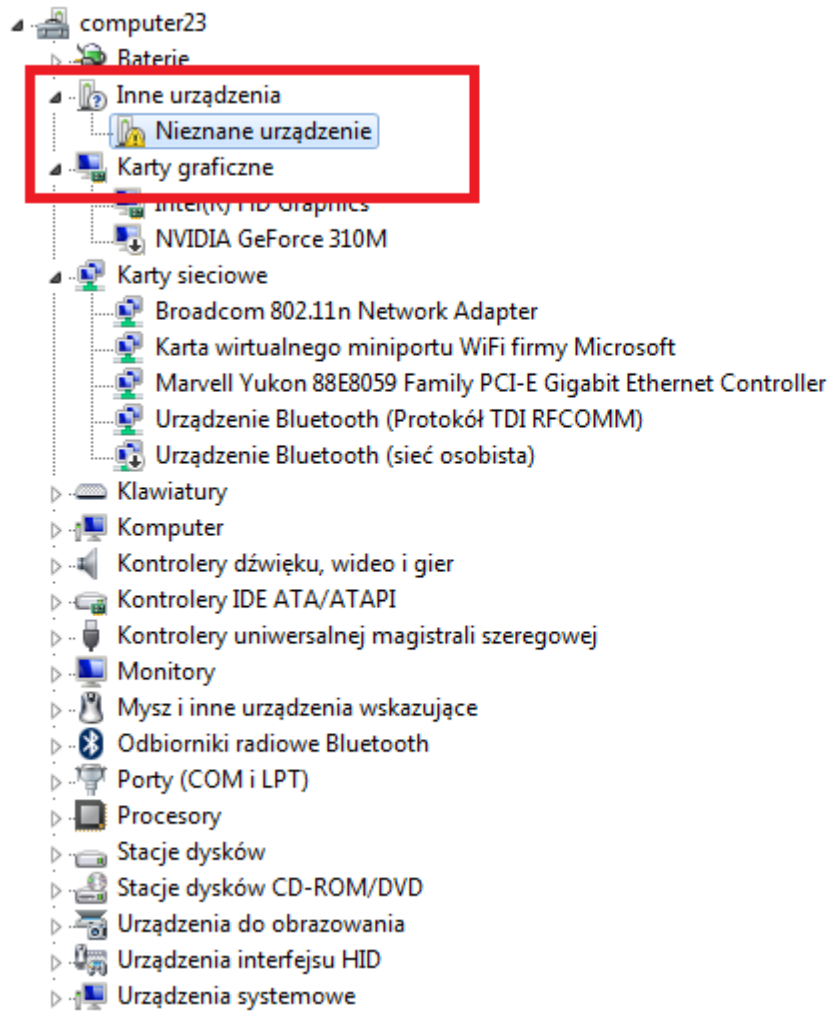 computer23
Baterie
Inne urządzenia
Nieznane urządzenie
Karty graficzne
Intel(R) HD Graphics
NVIDIA GeForce 310M
Karty sieciowe
Broadcom 802.11n Network Adapter
Karta wirtualnego miniportu WiFi firmy Microsoft
Marvell Yukon 88E8059 Family PCI-E Gigabit Ethernet Controller
Urządzenie Bluetooth (Protokół TDI RFCOMM)
Urządzenie Bluetooth (sieć osobista)
Klawiatury
Komputer
Kontrolery dźwięku, wideo i gier
Kontrolery IDE ATA/ATAPI
Kontrolery uniwersalnej magistrali szeregowej
Monitory
Mysz i inne urządzenia wskazujące
Odbiorniki radiowe Bluetooth
Porty (COM i LPT)
Procesory
Stacje dysków
Stacje dysków CD-ROM/DVD
Urządzenia do obrazowania
Urządzenia interfejsu HID
Urządzenia systemowe